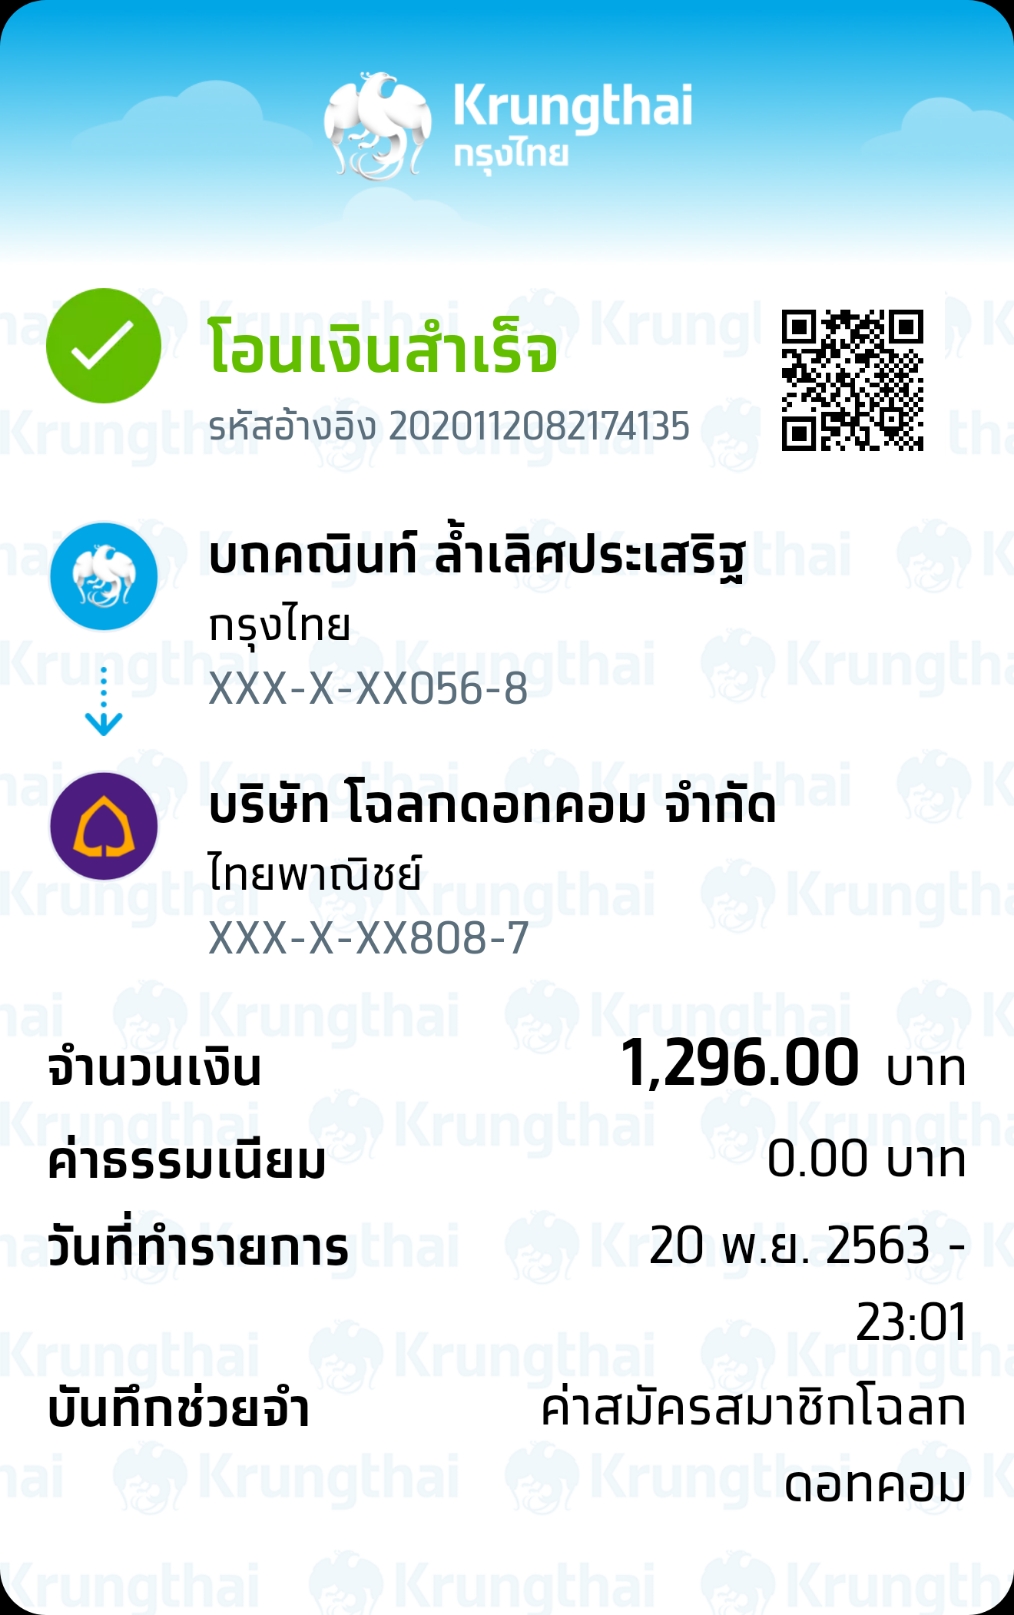 Krungthai
กรุงไทย
โอนเงินสำเร็จ
รหัสอ้างอิง 2020112082174135
บถคณินท์ ล้ำเลิศประเสริฐ
กรุงไทย
XXX-X-XX056-8
บริษัท โฉลกดอทคอม จำกัด
ไทยพาณิชย์
XXX-X-XX808-7
จำนวนเงิน 1,296.00 บาท
ค่าธรรมเนียม 0.00 บาท
วันที่ทำรายการ 20 พ.ย. 2563 -
23:01
บันทึกช่วยจำ ค่าสมัครสมาชิกโฉลก
ดอทคอม